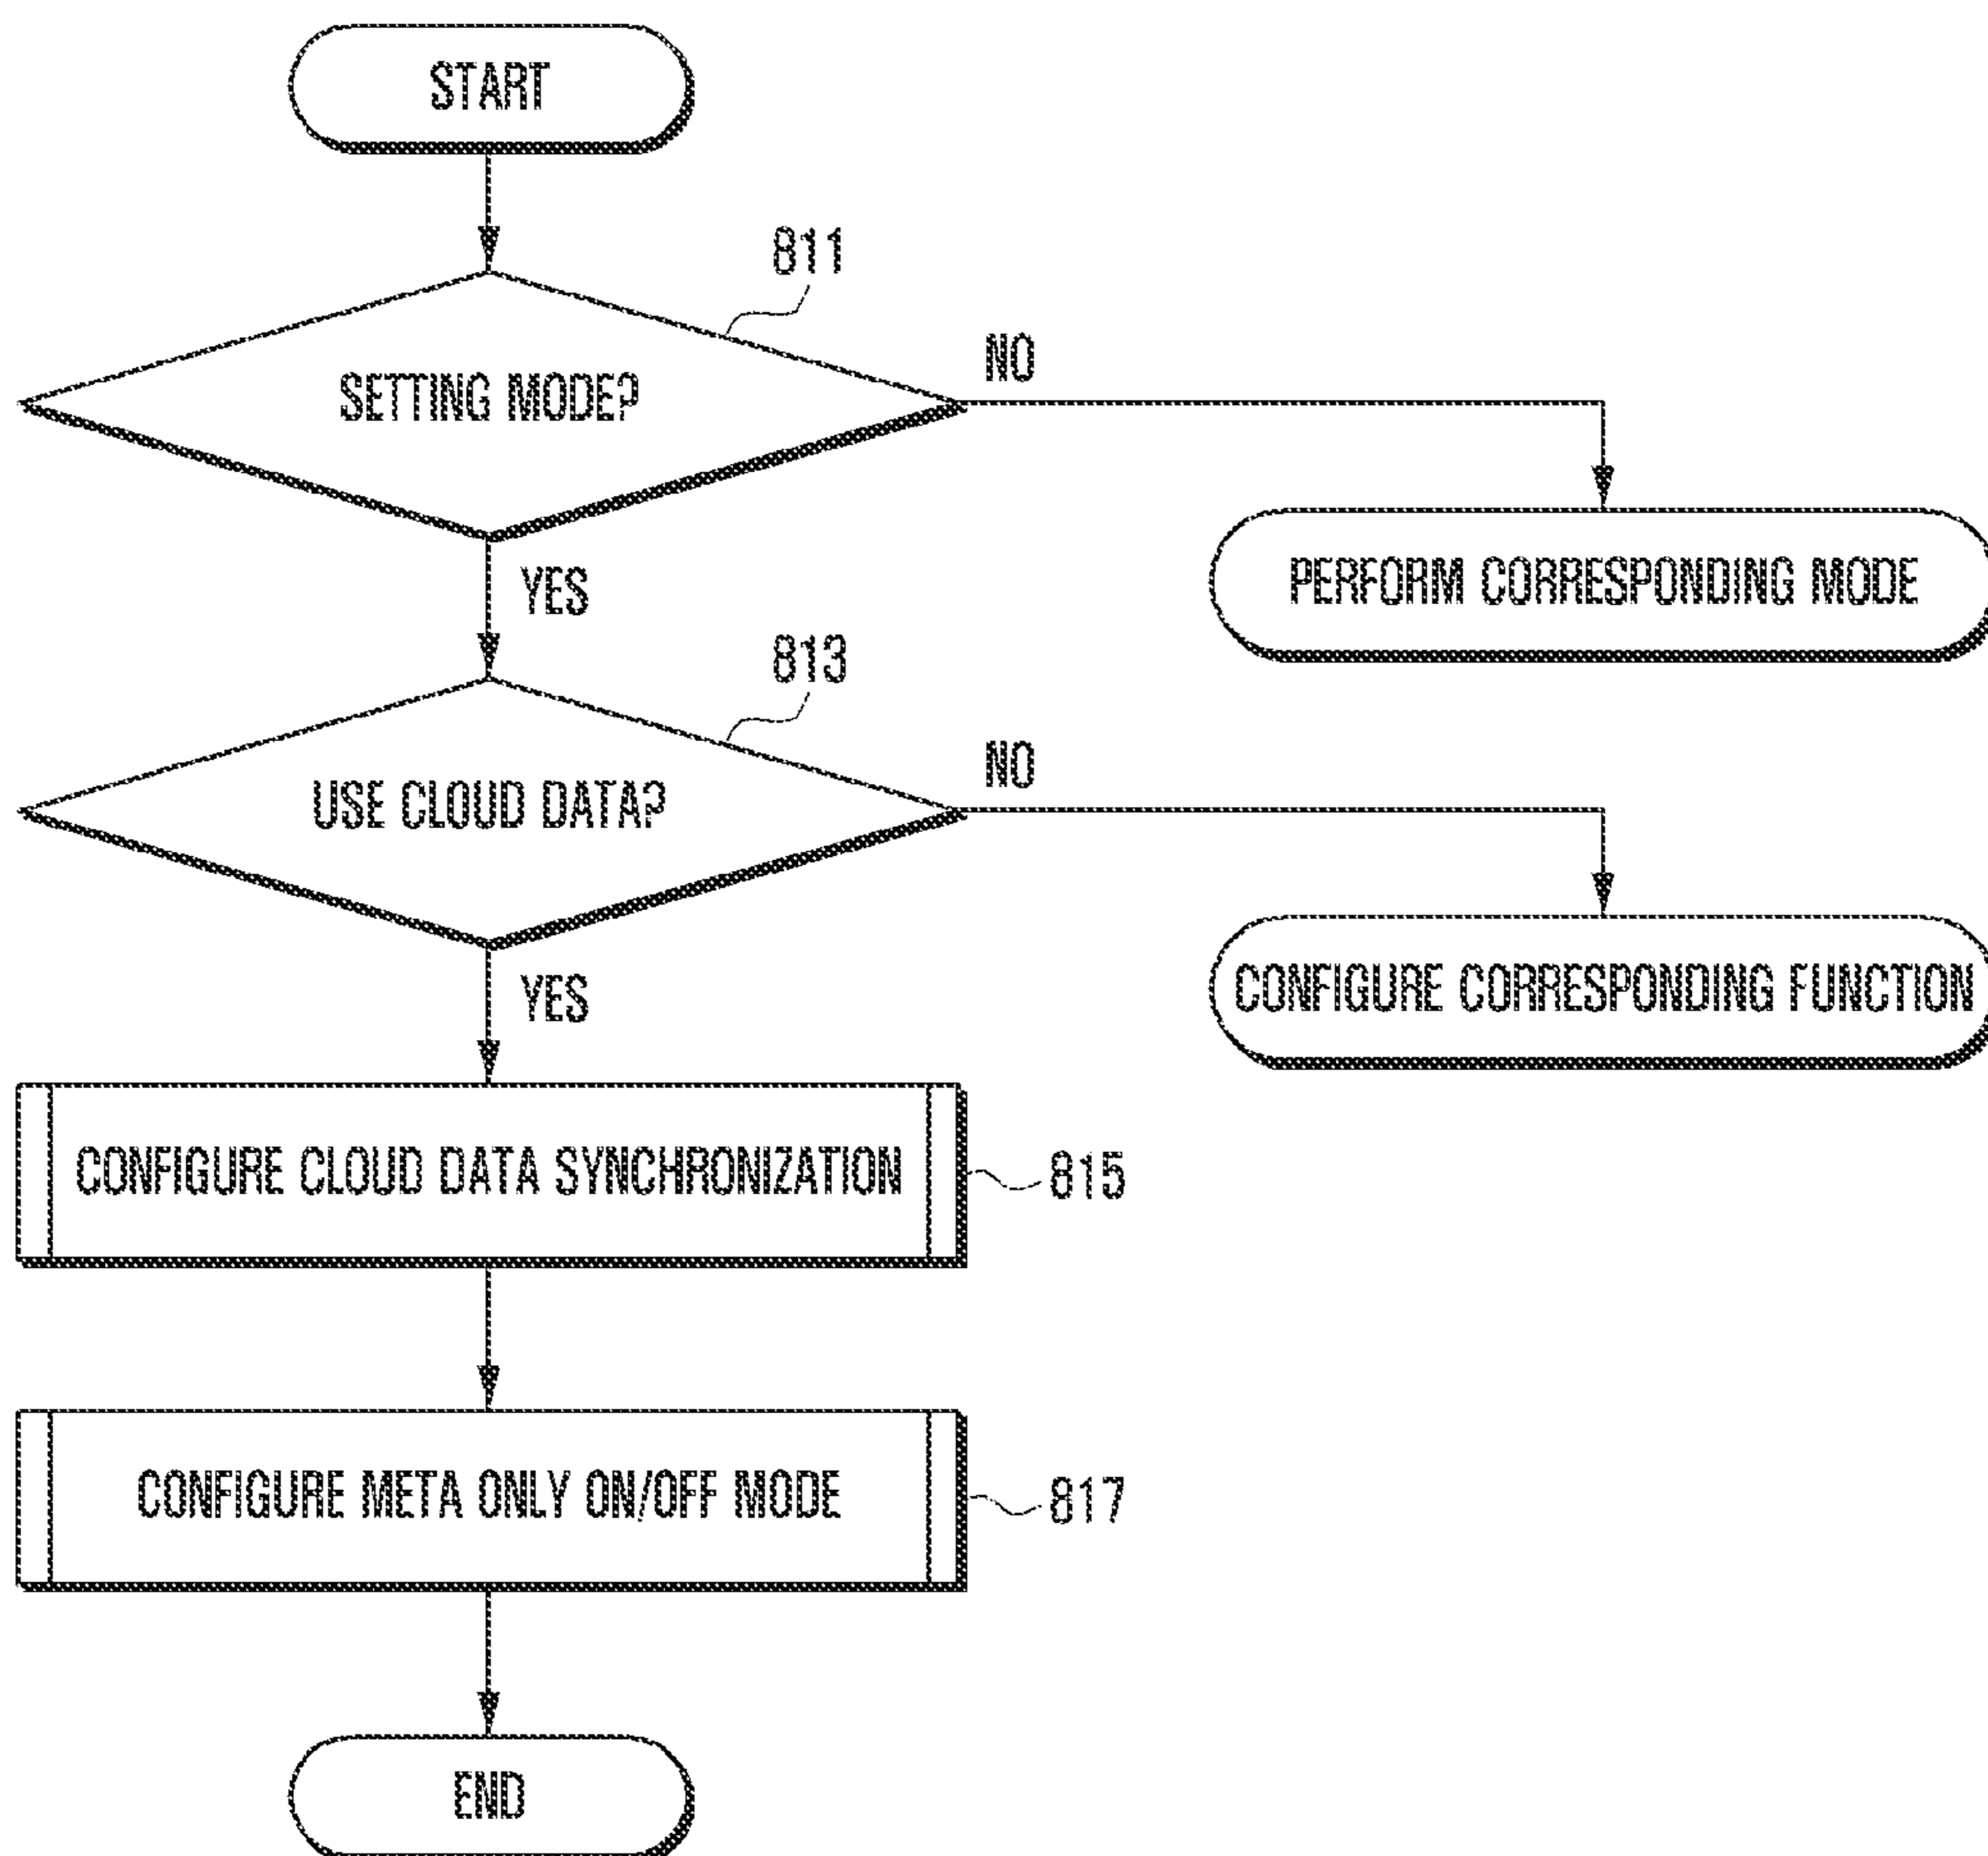 START
811
SETTING MODE?
NO
YES
PERFORM CORRESPONDING MODE
813
USE CLOUD DATA?
NO
YES
CONFIGURE CORRESPONDING FUNCTION
CONFIGURE CLOUD DATA SYNCHRONIZATION
815
CONFIGURE META ONLY ON/OFF MODE
817
END